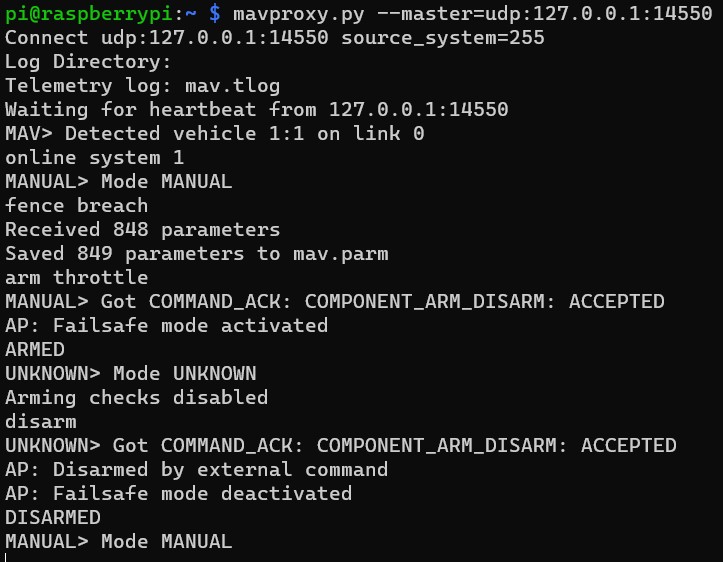 pi@raspberrypi:~ $ mavproxy.py --master=udp:127.0.0.1:14550
Connect udp:127.0.0.1:14550 source_system=255
Log Directory:
Telemetry log: mav.tlog
Waiting for heartbeat from 127.0.0.1:14550
MAV> Detected vehicle 1:1 on link 0
online system 1
MANUAL> Mode MANUAL
fence breach
Received 848 parameters
Saved 849 parameters to mav.parm
arm throttle
MANUAL> Got COMMAND_ACK: COMPONENT_ARM_DISARM: ACCEPTED
AP: Failsafe mode activated
ARMED
UNKNOWN> Mode UNKNOWN
Arming checks disabled
disarm
UNKNOWN> Got COMMAND_ACK: COMPONENT_ARM_DISARM: ACCEPTED
AP: Disarmed by external command
AP: Failsafe mode deactivated
DISARMED
MANUAL> Mode MANUAL